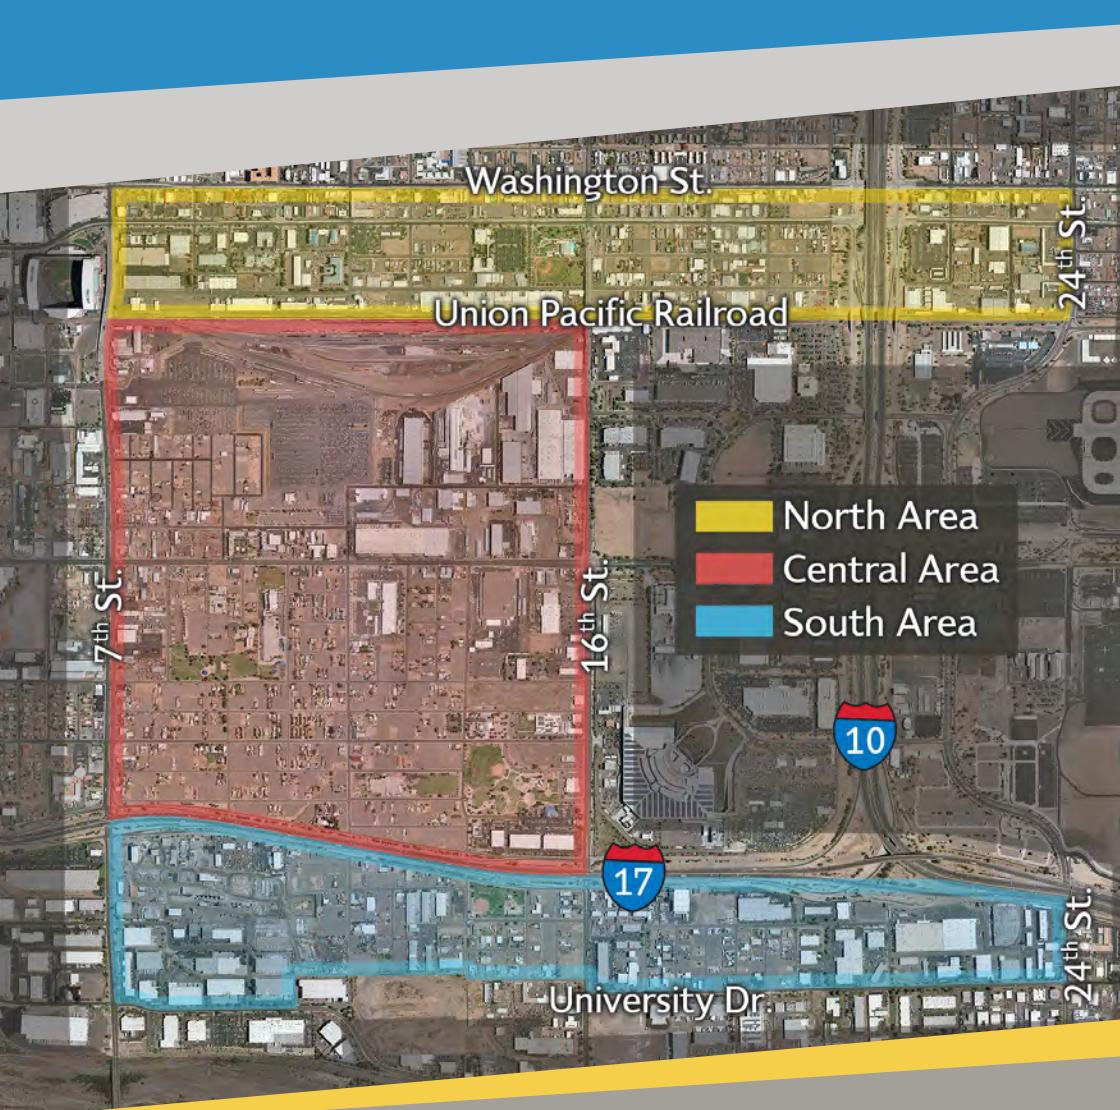 Washington St.
24th St.
Union Pacific Railroad
North Area
Central Area
South Area
7th St.
16th St.
10
17
24th St.
University Dr.